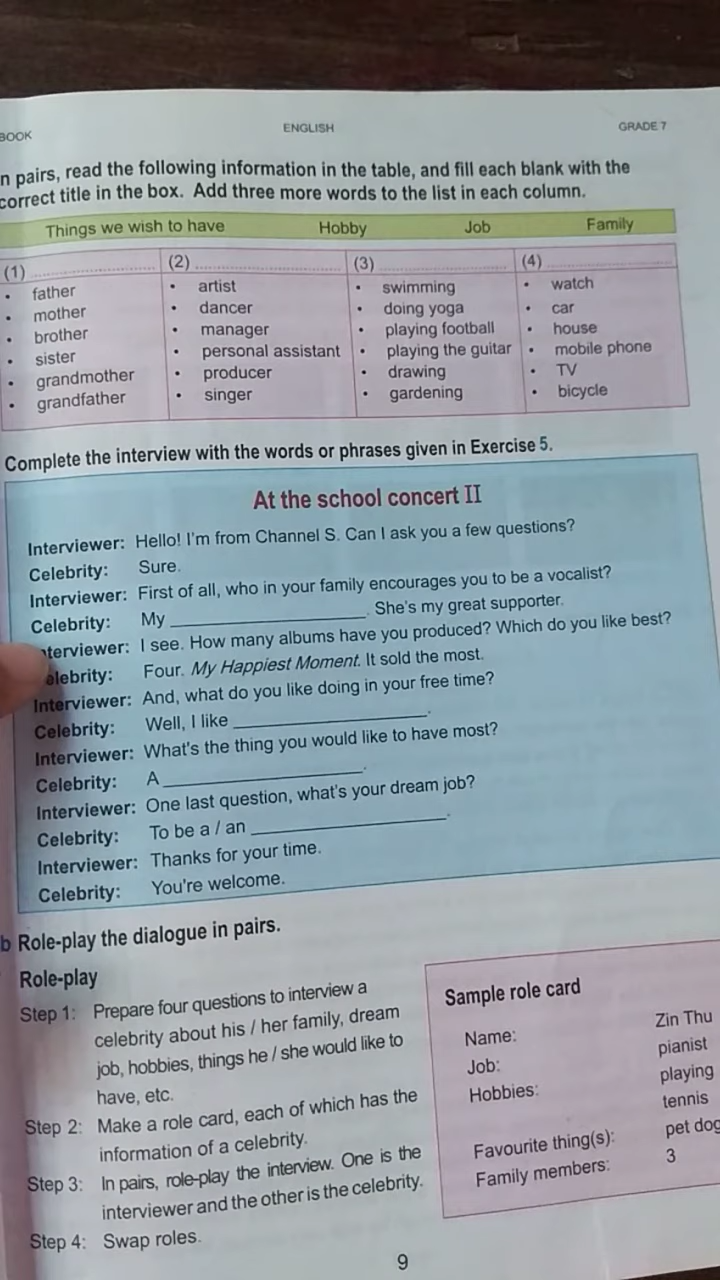 BOOK ENGLISH GRADE 7
n pairs, read the following information in the table, and fill each blank with the
correct title in the box. Add three more words to the list in each column.
Things we wish to have Hobby Job Family
(1) .................... (2) .................... (3) .................... (4) ....................
• father • artist • swimming • watch
• mother • dancer • doing yoga • car
• brother • manager • playing football • house
• sister • personal assistant • playing the guitar • mobile phone
• grandmother • producer • drawing • TV
• grandfather • singer • gardening • bicycle
Complete the interview with the words or phrases given in Exercise 5.
At the school concert II
Interviewer: Hello! I'm from Channel S. Can I ask you a few questions?
Celebrity: Sure.
Interviewer: First of all, who in your family encourages you to be a vocalist?
Celebrity: My ____________________. She's my great supporter.
nterviewer: I see. How many albums have you produced? Which do you like best?
elebrity: Four. My Happiest Moment. It sold the most.
Interviewer: And, what do you like doing in your free time?
Celebrity: Well, I like ____________________.
Interviewer: What's the thing you would like to have most?
Celebrity: A ____________________.
Interviewer: One last question, what's your dream job?
Celebrity: To be a / an ____________________.
Interviewer: Thanks for your time.
Celebrity: You're welcome.
b Role-play the dialogue in pairs.
Role-play
Step 1: Prepare four questions to interview a
celebrity about his / her family, dream
job, hobbies, things he / she would like to
have, etc.
Step 2: Make a role card, each of which has the
information of a celebrity.
Step 3: In pairs, role-play the interview. One is the
interviewer and the other is the celebrity.
Step 4: Swap roles.
Sample role card
Name: Zin Thu
Job: pianist
Hobbies: playing
tennis
Favourite thing(s): pet dog
Family members: 3
9